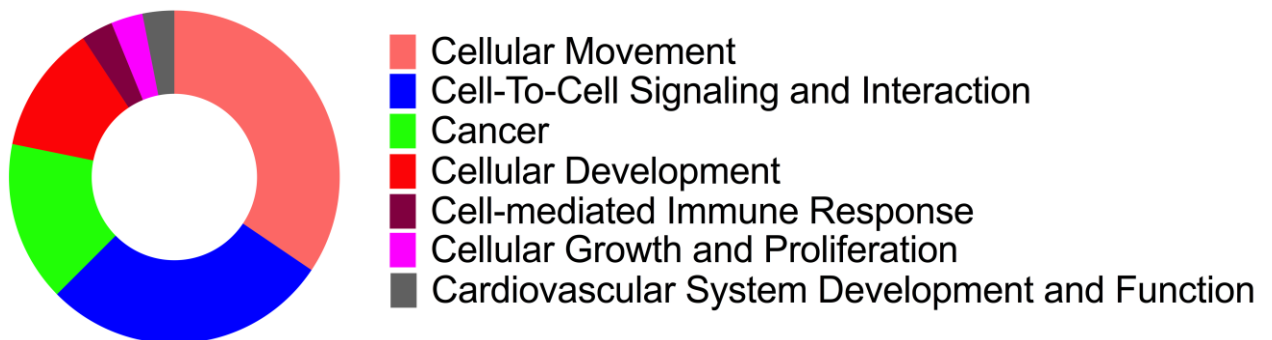 Cellular Movement
Cell-To-Cell Signaling and Interaction
Cancer
Cellular Development
Cell-mediated Immune Response
Cellular Growth and Proliferation
Cardiovascular System Development and Function